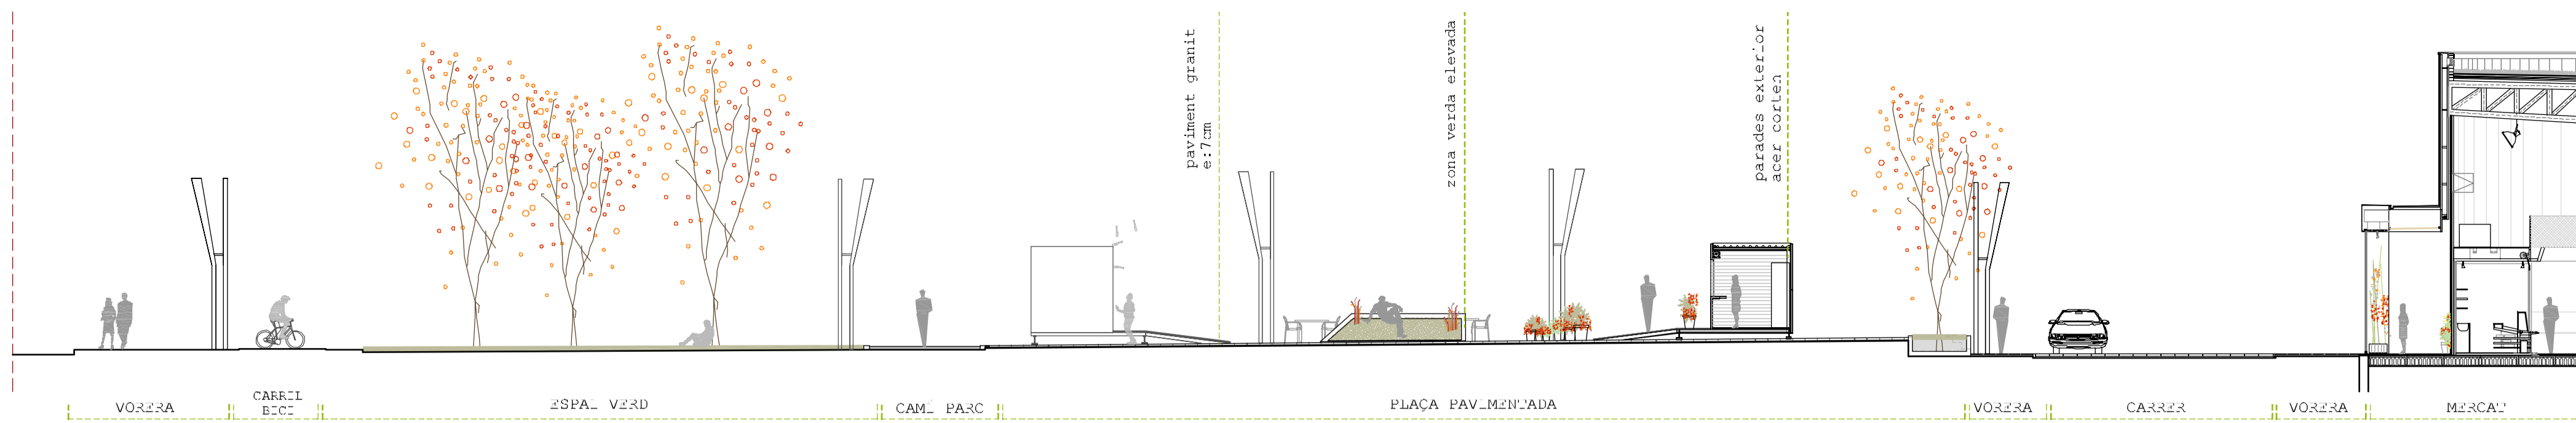 paviment granit
e:7cm
zona verda elevada
parades exterior
acer corten
VORERA
CARRIL
BICI
ESPAI VERD
CAMÍ PARC
PLAÇA PAVIMENTADA
VORERA
CARRER
VORERA
MERCAT